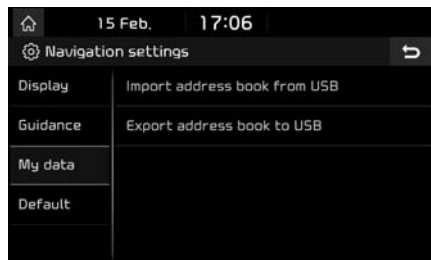 15 Feb. 17:06
Navigation settings
Display
Import address book from USB
Guidance
Export address book to USB
My data
Default